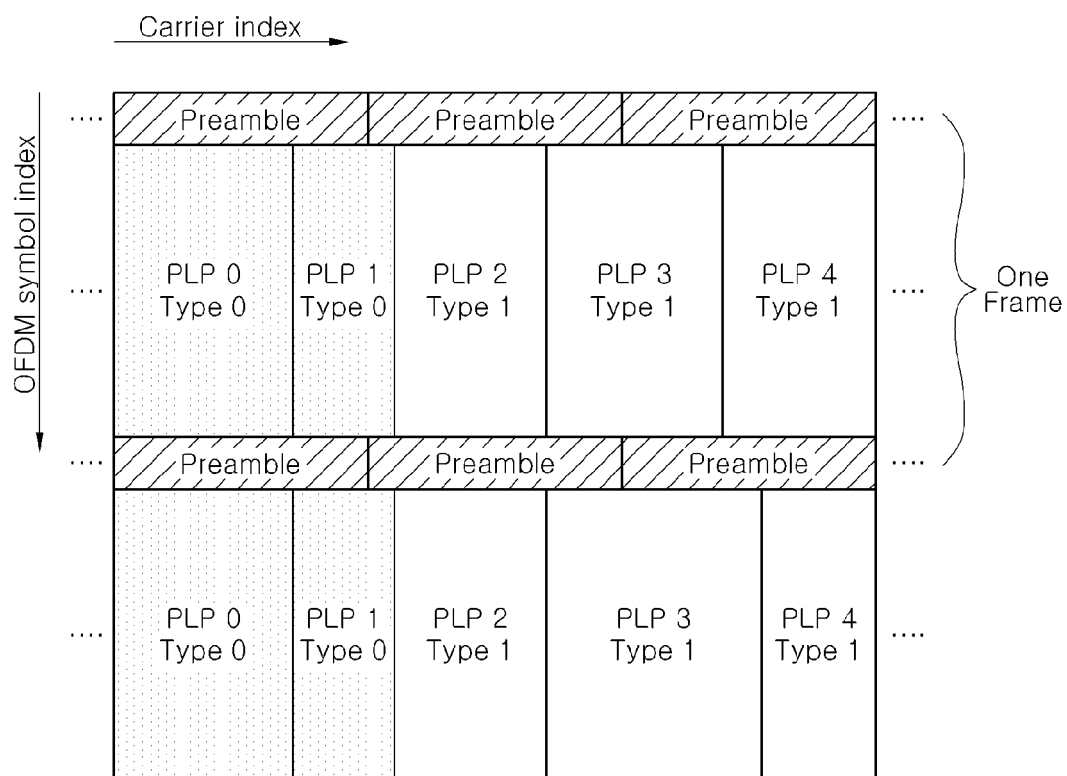 Carrier index
OFDM symbol index
.... Preamble Preamble Preamble ....
.... PLP 0 PLP 1 PLP 2 PLP 3 PLP 4 ....
Type 0 Type 0 Type 1 Type 1 Type 1
One
Frame
.... Preamble Preamble Preamble ....
.... PLP 0 PLP 1 PLP 2 PLP 3 PLP 4 ....
Type 0 Type 0 Type 1 Type 1 Type 1